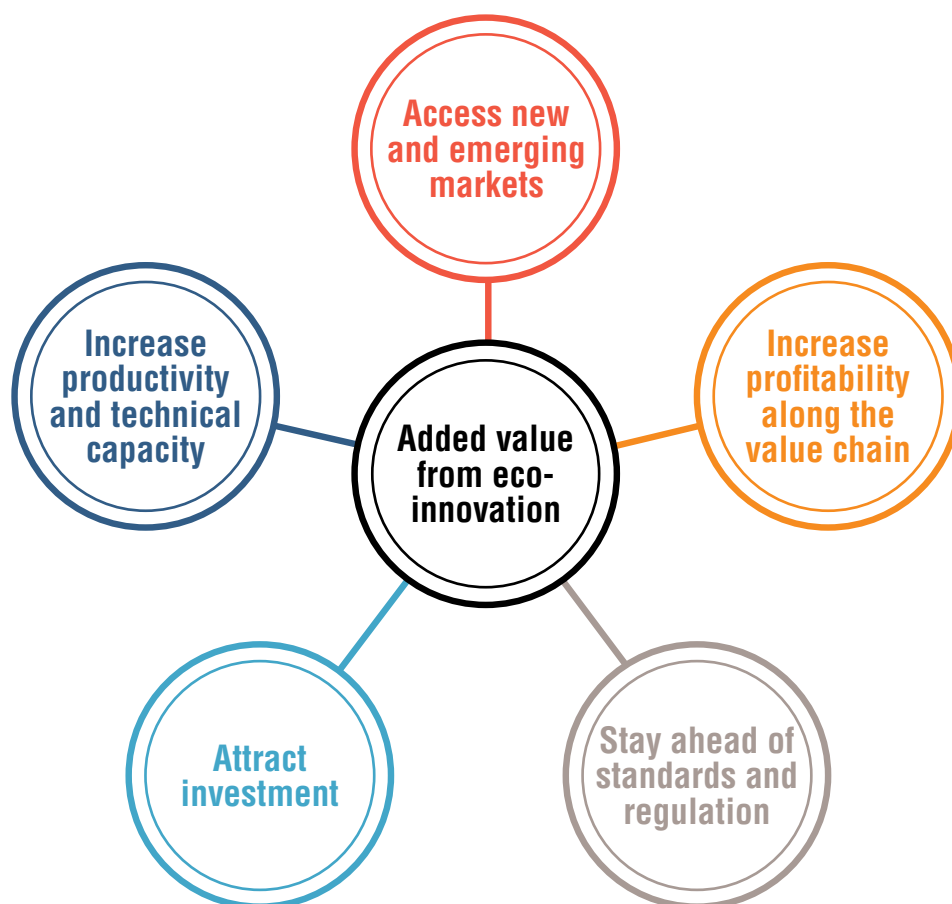 Access new
and emerging
markets
Increase
productivity
and technical
capacity
Increase
profitability
along the
value chain
Added value
from eco-
innovation
Attract
investment
Stay ahead of
standards and
regulation